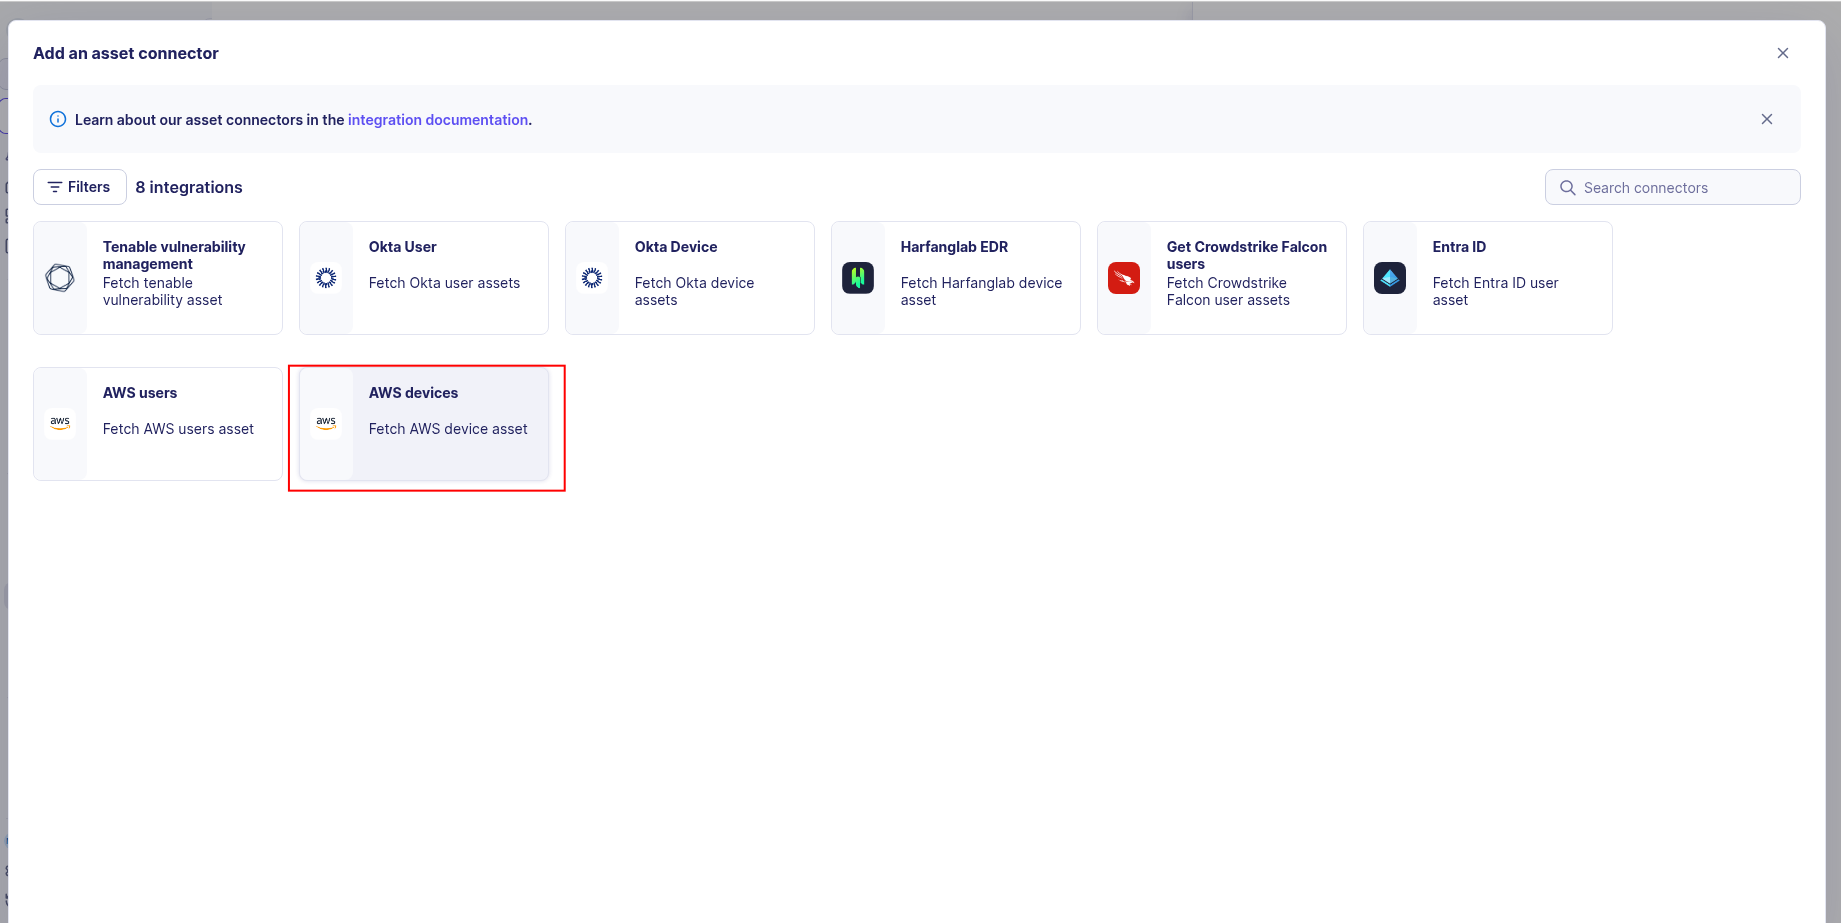 Add an asset connector
Learn about our asset connectors in the integration documentation.
Filters
8 integrations
Search connectors
Tenable vulnerability
management
Fetch tenable
vulnerability asset
Okta User
Fetch Okta user assets
Okta Device
Fetch Okta device
assets
Harfanglab EDR
Fetch Harfanglab device
asset
Get Crowdstrike Falcon
users
Fetch Crowdstrike
Falcon user assets
Entra ID
Fetch Entra ID user
asset
aws
AWS users
Fetch AWS users asset
aws
AWS devices
Fetch AWS device asset